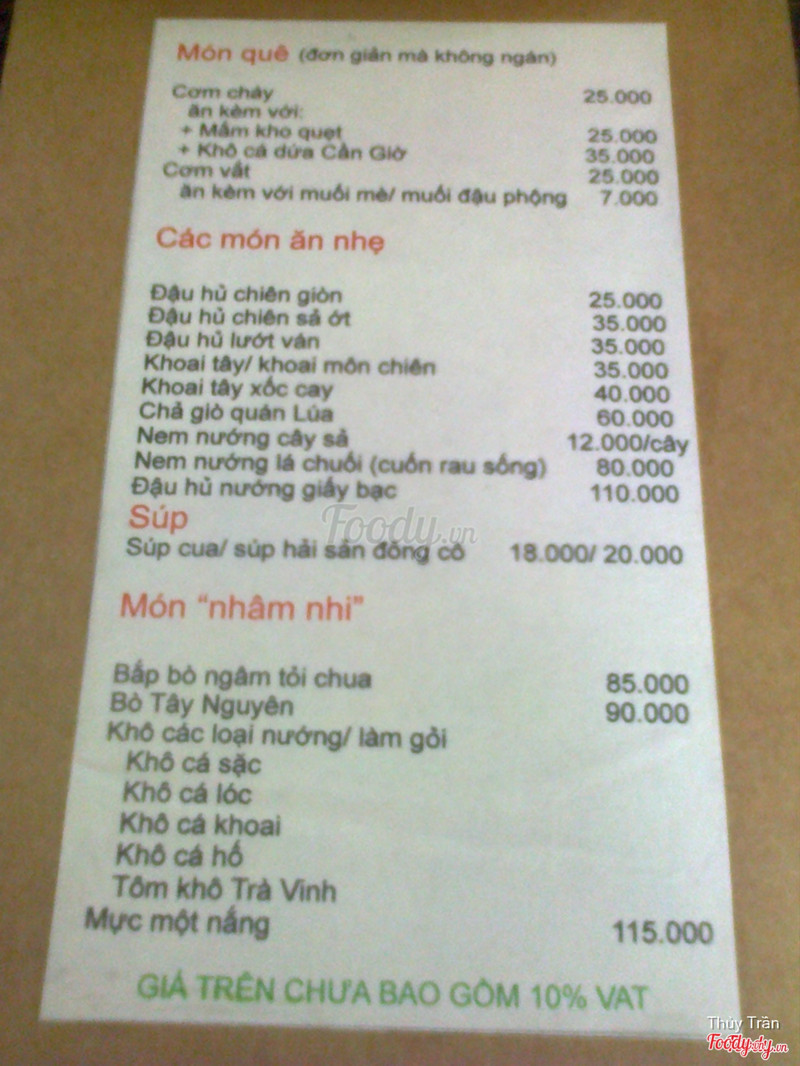 Món quê (đơn giản mà không ngán)
Cơm cháy 25.000
ăn kèm với:
+ Mắm kho quẹt 25.000
+ Khô cá dứa Cần Giờ 35.000
Cơm vắt 25.000
ăn kèm với muối mè/ muối đậu phộng 7.000
Các món ăn nhẹ
Đậu hủ chiên giòn 25.000
Đậu hủ chiên sả ớt 35.000
Đậu hủ lướt ván 35.000
Khoai tây/ khoai môn chiên 35.000
Khoai tây xốc cay 40.000
Chả giò quán Lúa 60.000
Nem nướng cây sả 12.000/cây
Nem nướng lá chuối (cuốn rau sống) 80.000
Đậu hủ nướng giấy bạc 110.000
Súp
Súp cua/ súp hải sản đông cô 18.000/ 20.000
Món “nhâm nhi”
Bắp bò ngâm tỏi chua 85.000
Bò Tây Nguyên 90.000
Khô các loại nướng/ làm gỏi
Khô cá sặc
Khô cá lóc
Khô cá khoai
Khô cá hố
Tôm khô Trà Vinh
Mực một nắng 115.000
GIÁ TRÊN CHƯA BAO GỒM 10% VAT
Foody.vn
Thúy Trần